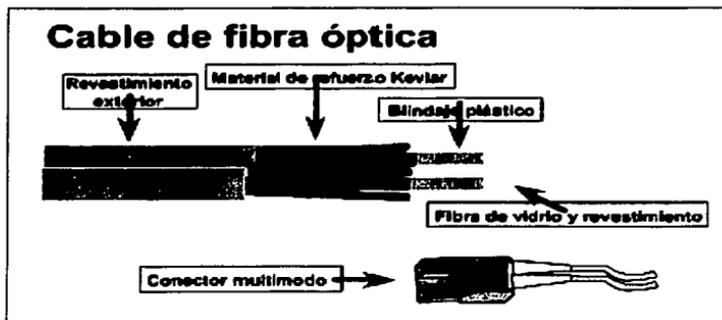 Cable de fibra óptica
Revestimiento
exterior
Material de refuerzo Kevlar
Blindaje plástico
Fibra de vidrio y revestimiento
Conector multimodo